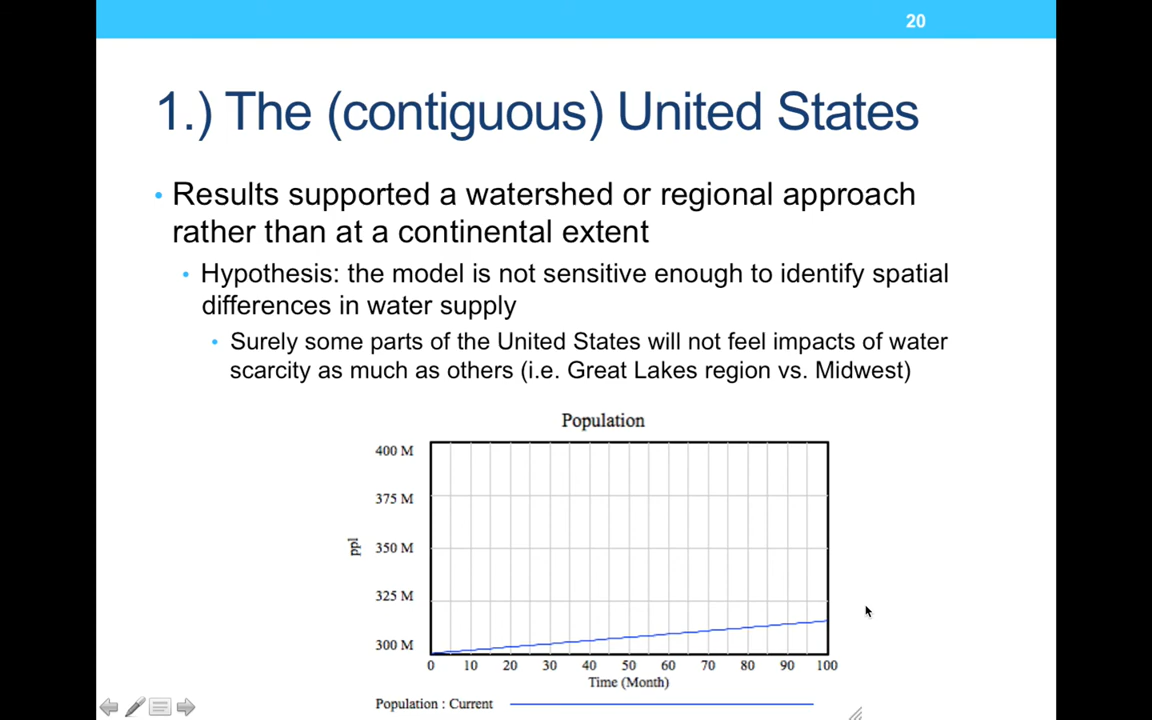 20
1.) The (contiguous) United States
• Results supported a watershed or regional approach
rather than at a continental extent
• Hypothesis: the model is not sensitive enough to identify spatial
differences in water supply
• Surely some parts of the United States will not feel impacts of water
scarcity as much as others (i.e. Great Lakes region vs. Midwest)
Population
400 M
375 M
ppl
350 M
325 M
300 M
0 10 20 30 40 50 60 70 80 90 100
Time (Month)
Population : Current